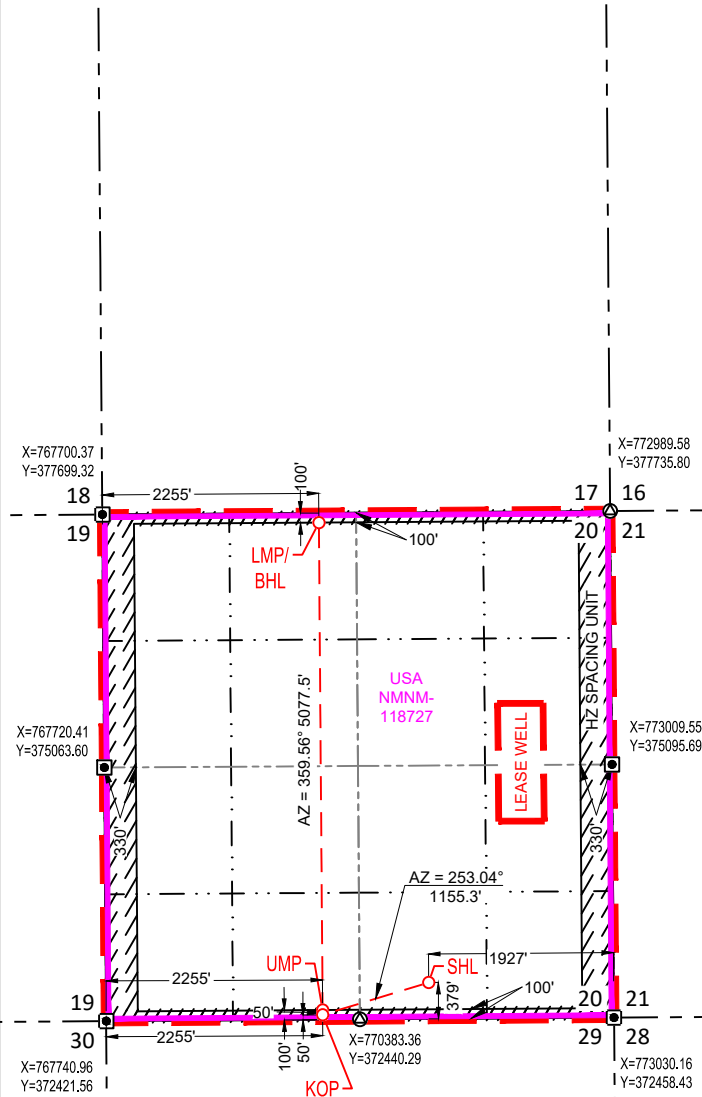 X=767700.37
Y=377699.32
X=772989.58
Y=377735.80
18
17
16
2255'
100'
19
20
21
LMP/
BHL
100'
HZ SPACING UNIT
USA
NMNM-
118727
AZ = 359.56° 5077.5'
LEASE WELL
X=767720.41
Y=375063.60
X=773009.55
Y=375095.69
330'
330'
AZ = 253.04°
1155.3'
UMP
SHL
1927'
2255'
379'
100'
50'
19
20
21
30
29
28
2255'
100'
50'
KOP
X=770383.36
Y=372440.29
X=767740.96
Y=372421.56
X=773030.16
Y=372458.43